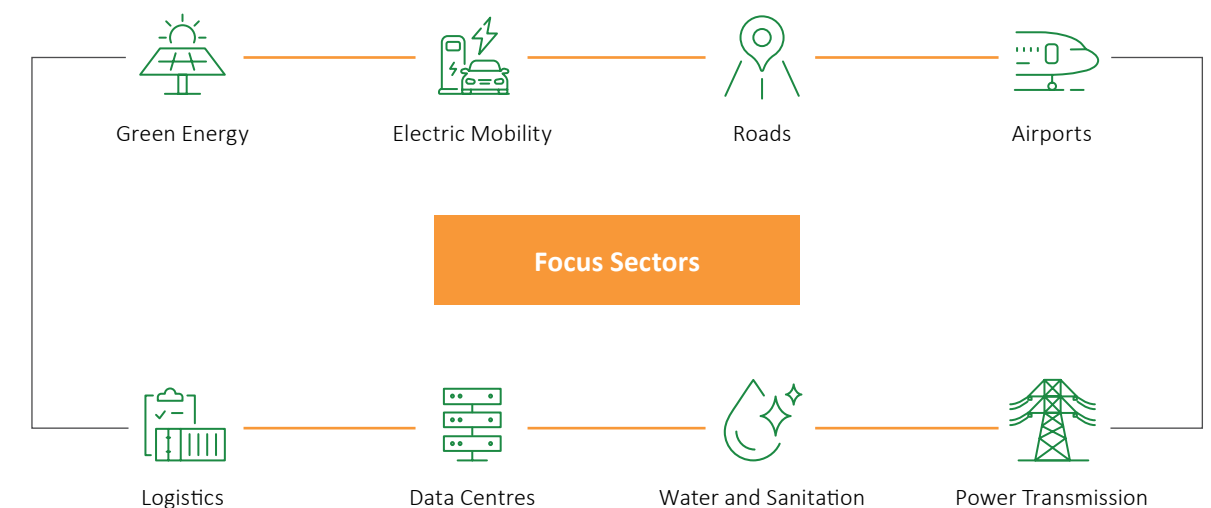 Green Energy
Electric Mobility
Roads
Airports
Focus Sectors
Logistics
Data Centres
Water and Sanitation
Power Transmission